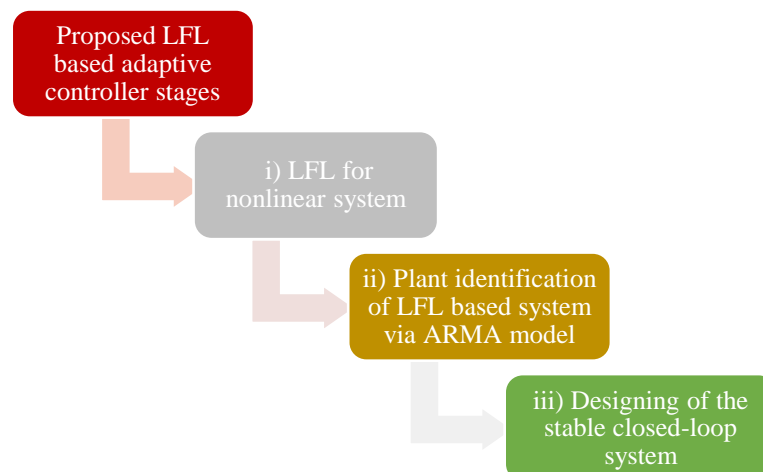 Proposed LFL
based adaptive
controller stages
i) LFL for
nonlinear system
ii) Plant identification
of LFL based system
via ARMA model
iii) Designing of the
stable closed-loop
system